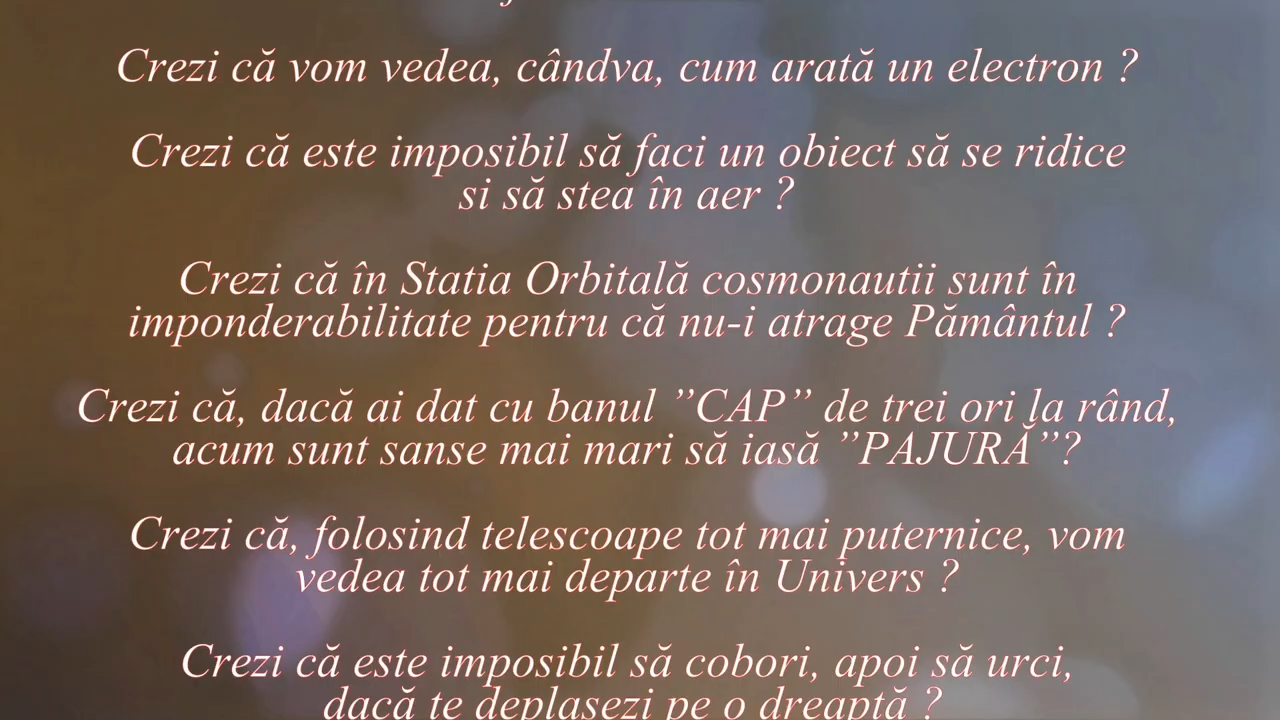 Crezi că vom vedea, cândva, cum arată un electron ?
Crezi că este imposibil să faci un obiect să se ridice
si să stea în aer ?
Crezi că în Statia Orbitală cosmonautii sunt în
imponderabilitate pentru că nu-i atrage Pământul ?
Crezi că, dacă ai dat cu banul ”CAP” de trei ori la rând,
acum sunt sanse mai mari să iasă ”PAJURĂ”?
Crezi că, folosind telescoape tot mai puternice, vom
vedea tot mai departe în Univers ?
Crezi că este imposibil să cobori, apoi să urci,
dacă te deplasezi pe o dreaptă ?